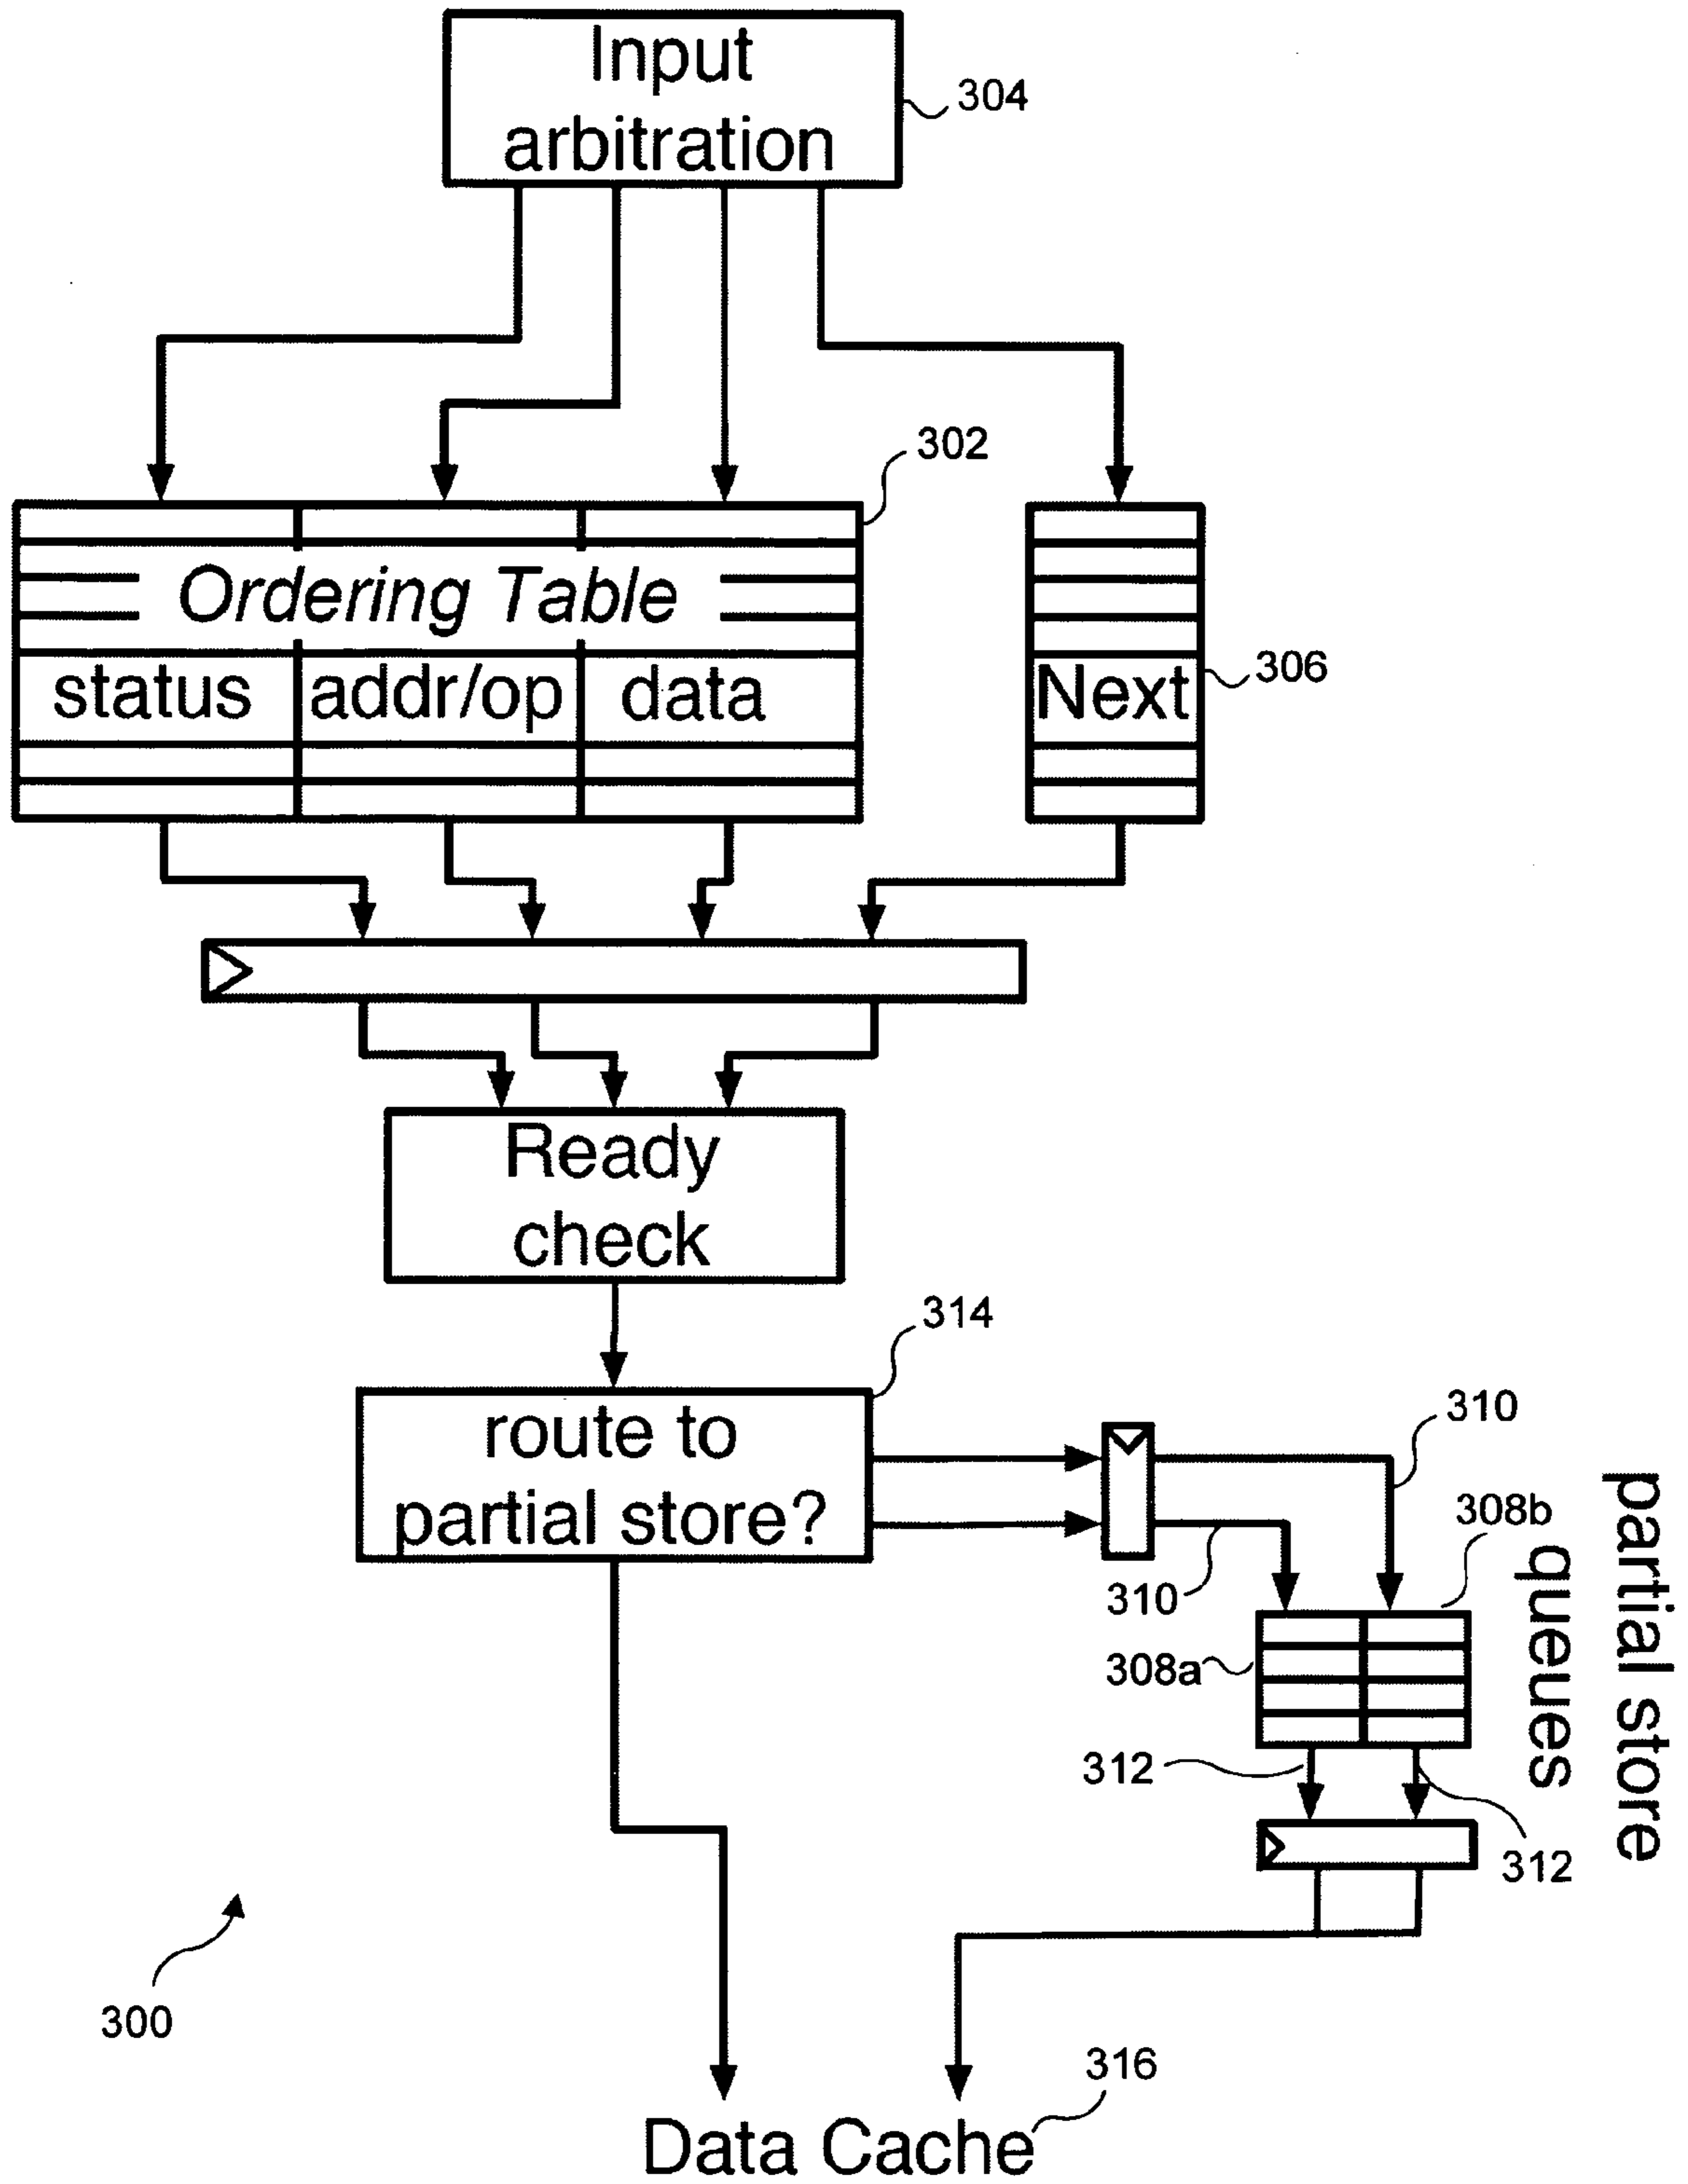 Input
arbitration
304
302
Ordering Table
status addr/op data
Next
306
Ready
check
314
route to
partial store?
310
310
308b
308a
partial store
queues
312
312
300
316
Data Cache